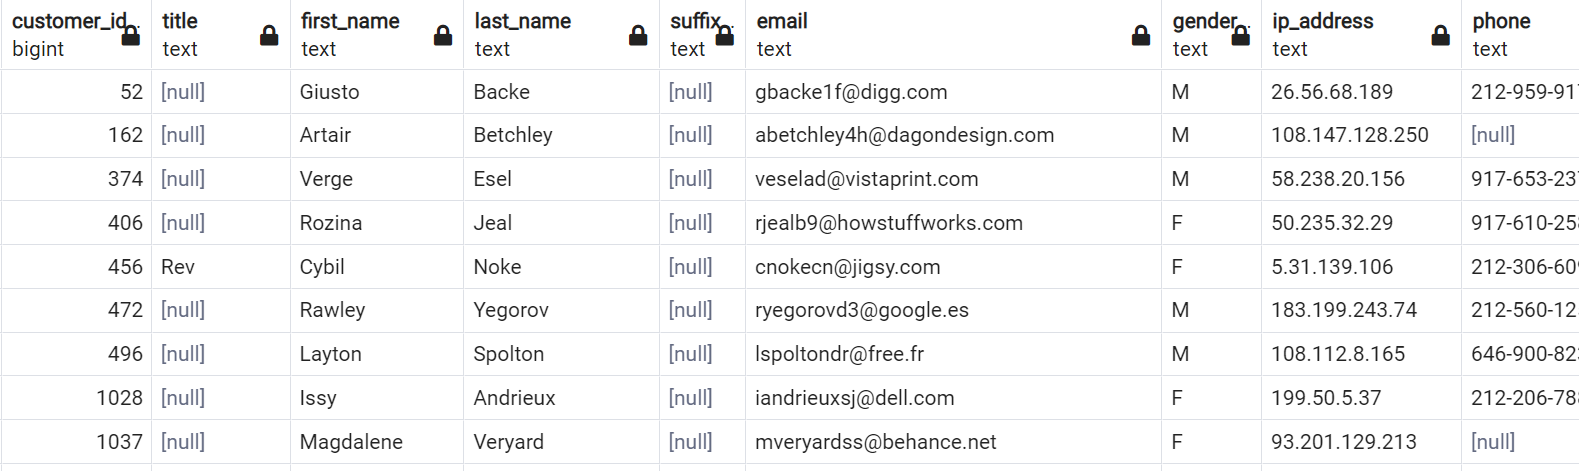 customer_id title first_name last_name suffix email gender ip_address phone
bigint text text text text text text text text
52 [null] Giusto Backe [null] gbacke1f@digg.com M 26.56.68.189 212-959-91
162 [null] Artair Betchley [null] abetchley4h@dagondesign.com M 108.147.128.250 [null]
374 [null] Verge Esel [null] veselad@vistaprint.com M 58.238.20.156 917-653-23
406 [null] Rozina Jeal [null] rjealb9@howstuffworks.com F 50.235.32.29 917-610-25
456 Rev Cybil Noke [null] cnokecn@jigsy.com F 5.31.139.106 212-306-60
472 [null] Rawley Yegorov [null] ryegorovd3@google.es M 183.199.243.74 212-560-12
496 [null] Layton Spolton [null] lspoltondr@free.fr M 108.112.8.165 646-900-82
1028 [null] Issy Andrieux [null] iandrieuxsj@dell.com F 199.50.5.37 212-206-78
1037 [null] Magdalene Veryard [null] mveryardss@behance.net F 93.201.129.213 [null]